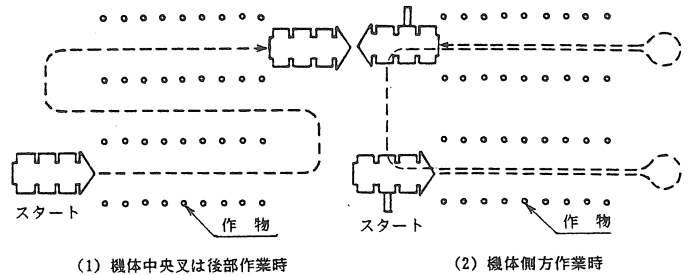 スタート
作 物
(1) 機体中央叉は後部作業時
スタート
作 物
(2) 機体側方作業時